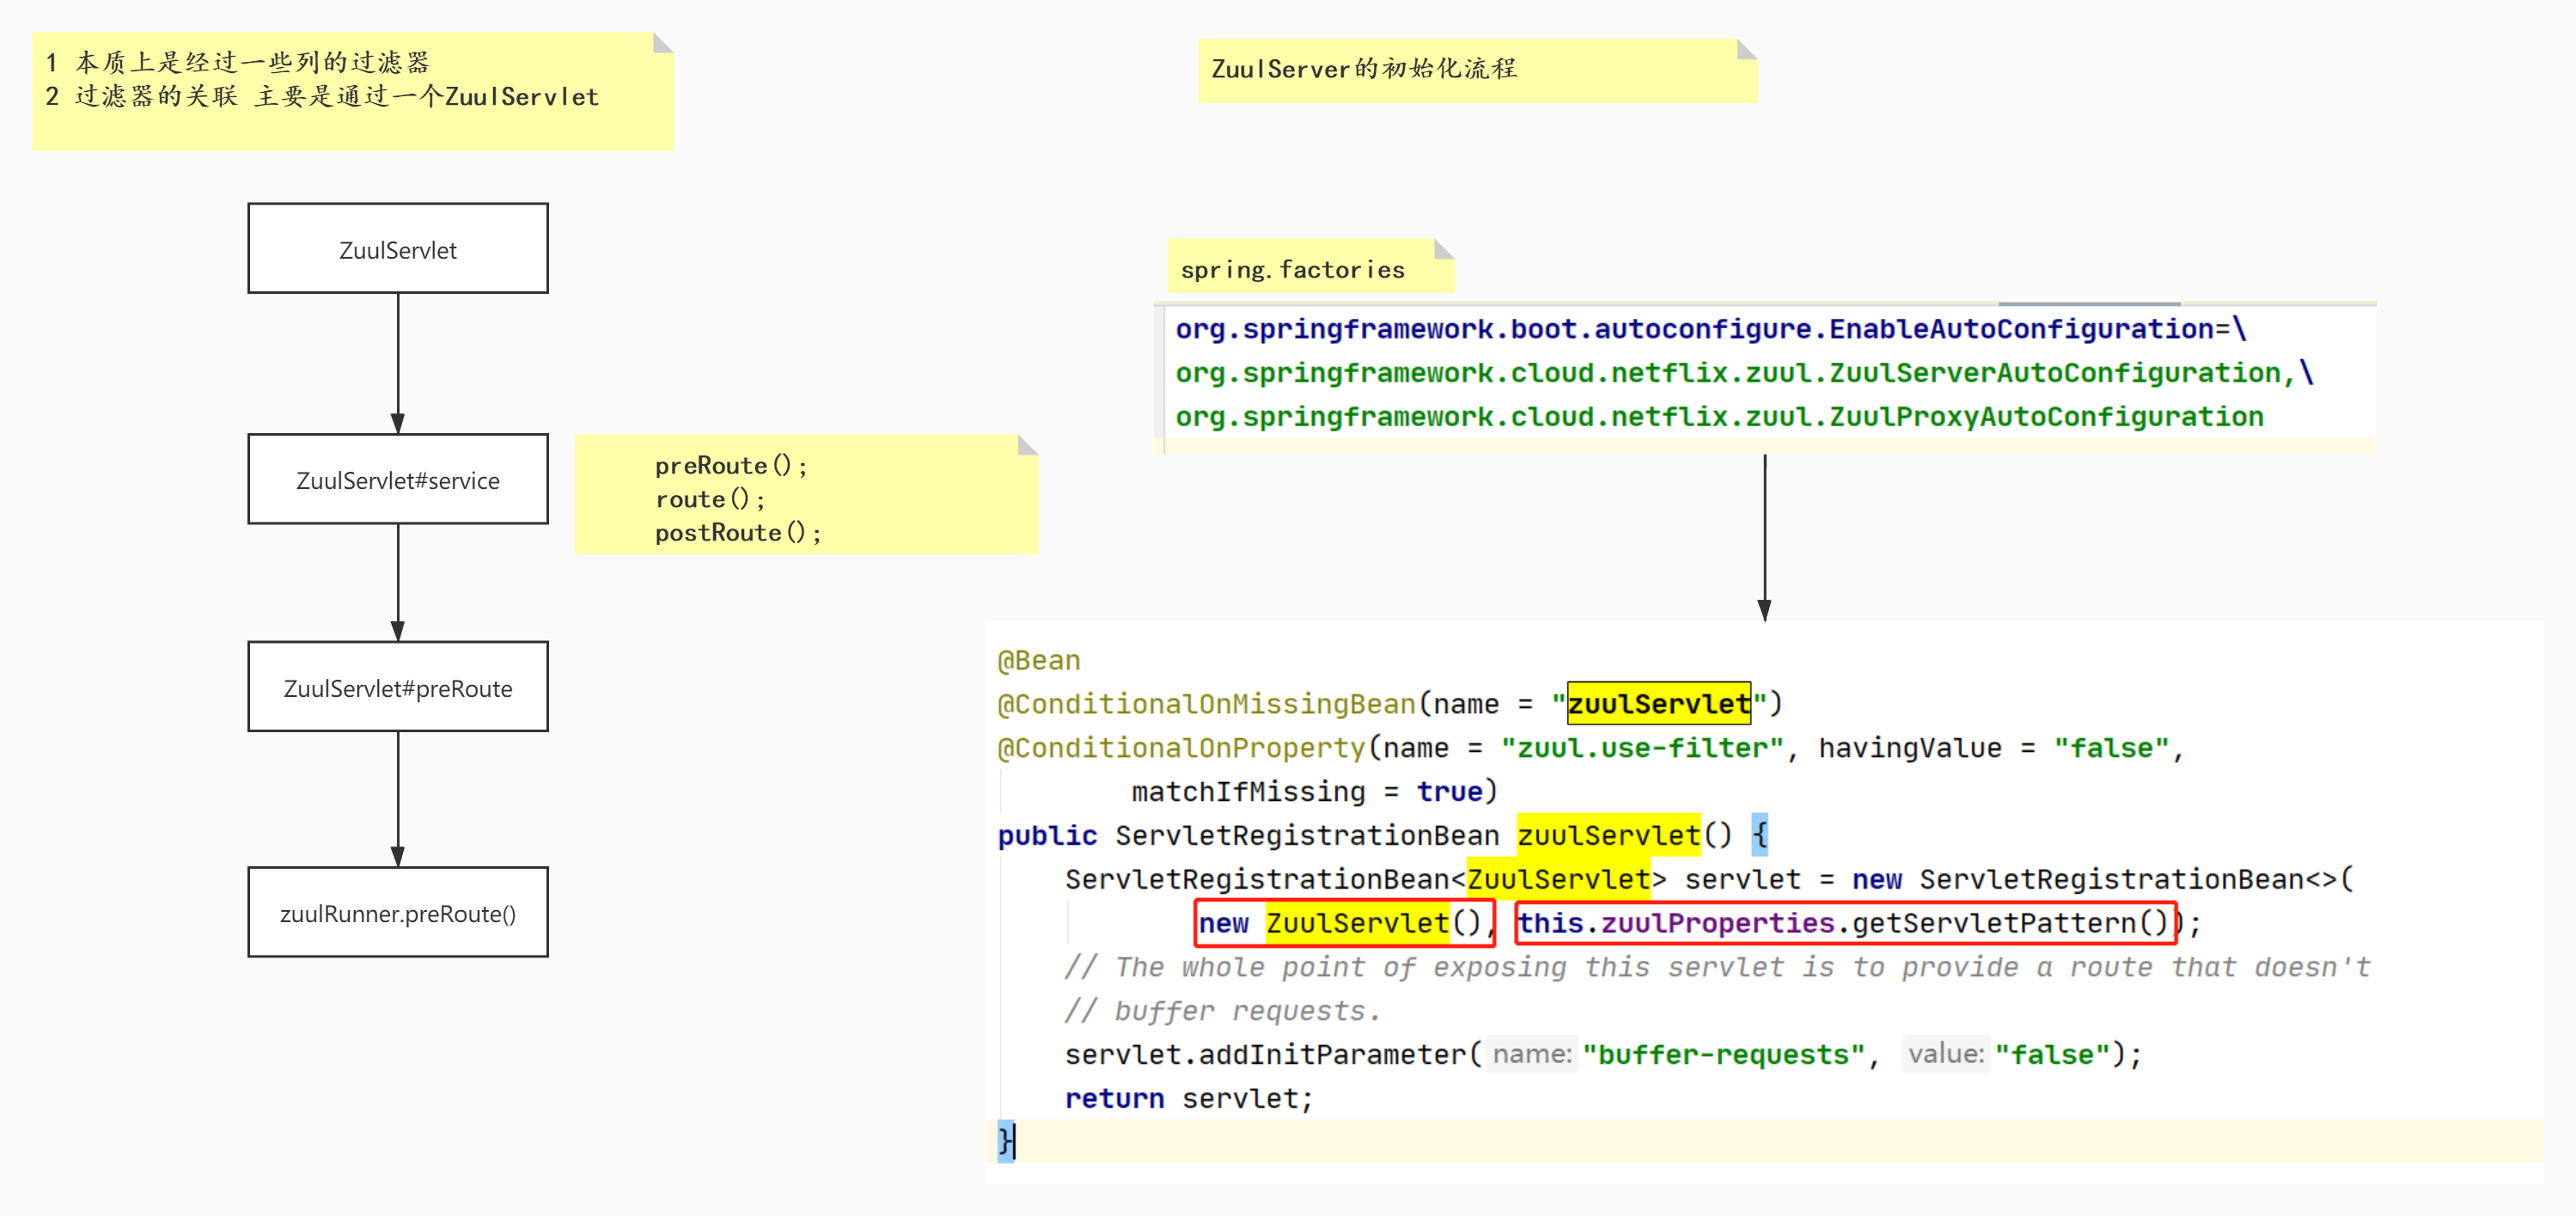 1 本质上是经过一些列的过滤器
2 过滤器的关联 主要是通过一个ZuulServlet
ZuulServlet
ZuulServlet#service
preRoute();
route();
postRoute();
ZuulServlet#preRoute
zuulRunner.preRoute()
ZuulServer的初始化流程
spring.factories
org.springframework.boot.autoconfigure.EnableAutoConfiguration=\
org.springframework.cloud.netflix.zuul.ZuulServerAutoConfiguration,\
org.springframework.cloud.netflix.zuul.ZuulProxyAutoConfiguration
@Bean
@ConditionalOnMissingBean(name = "zuulServlet")
@ConditionalOnProperty(name = "zuul.use-filter", havingValue = "false",
matchIfMissing = true)
public ServletRegistrationBean zuulServlet() {
ServletRegistrationBean<ZuulServlet> servlet = new ServletRegistrationBean<>(
new ZuulServlet(), this.zuulProperties.getServletPattern());
// The whole point of exposing this servlet is to provide a route that doesn't
// buffer requests.
servlet.addInitParameter( name: "buffer-requests", value: "false");
return servlet;
}